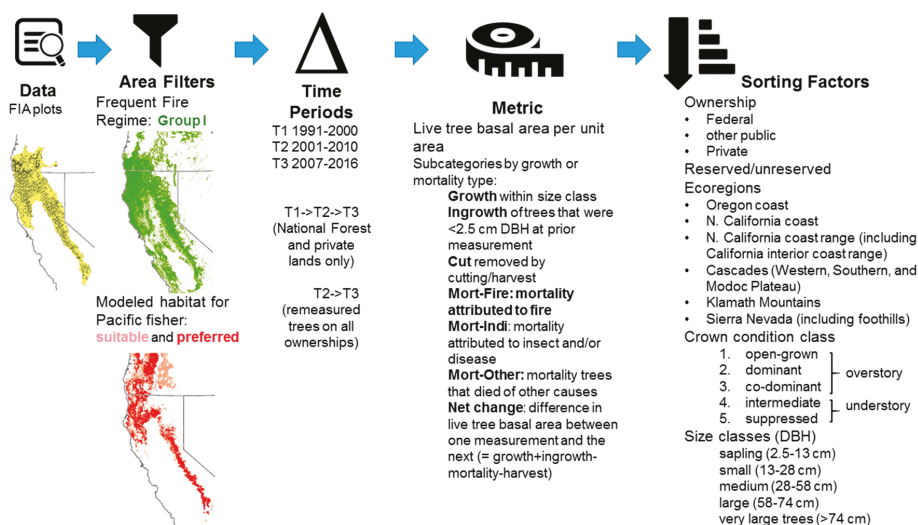 Data
FIA plots
Area Filters
Frequent Fire
Regime: Group I
Modeled habitat for
Pacific fisher:
suitable and preferred
Time
Periods
T1 1991-2000
T2 2001-2010
T3 2007-2016
T1->T2->T3
(National Forest
and private
lands only)
T2->T3
(remeasured
trees on all
ownerships)
Metric
Live tree basal area per unit
area
Subcategories by growth or
mortality type:
Growth within size class
Ingrowth of trees that were
<2.5 cm DBH at prior
measurement
Cut removed by
cutting/harvest
Mort-Fire: mortality
attributed to fire
Mort-Indi: mortality
attributed to insect and/or
disease
Mort-Other: mortality trees
that died of other causes
Net change: difference in
live tree basal area between
one measurement and the
next (= growth+ingrowth-
mortality-harvest)
Sorting Factors
Ownership
• Federal
• other public
• Private
Reserved/unreserved
Ecoregions
• Oregon coast
• N. California coast
• N. California coast range (including
California interior coast range)
• Cascades (Western, Southern, and
Modoc Plateau)
• Klamath Mountains
• Sierra Nevada (including foothills)
Crown condition class
1. open-grown
2. dominant
3. co-dominant
overstory
4. intermediate
5. suppressed
understory
Size classes (DBH)
sapling (2.5-13 cm)
small (13-28 cm)
medium (28-58 cm)
large (58-74 cm)
very large trees (>74 cm)